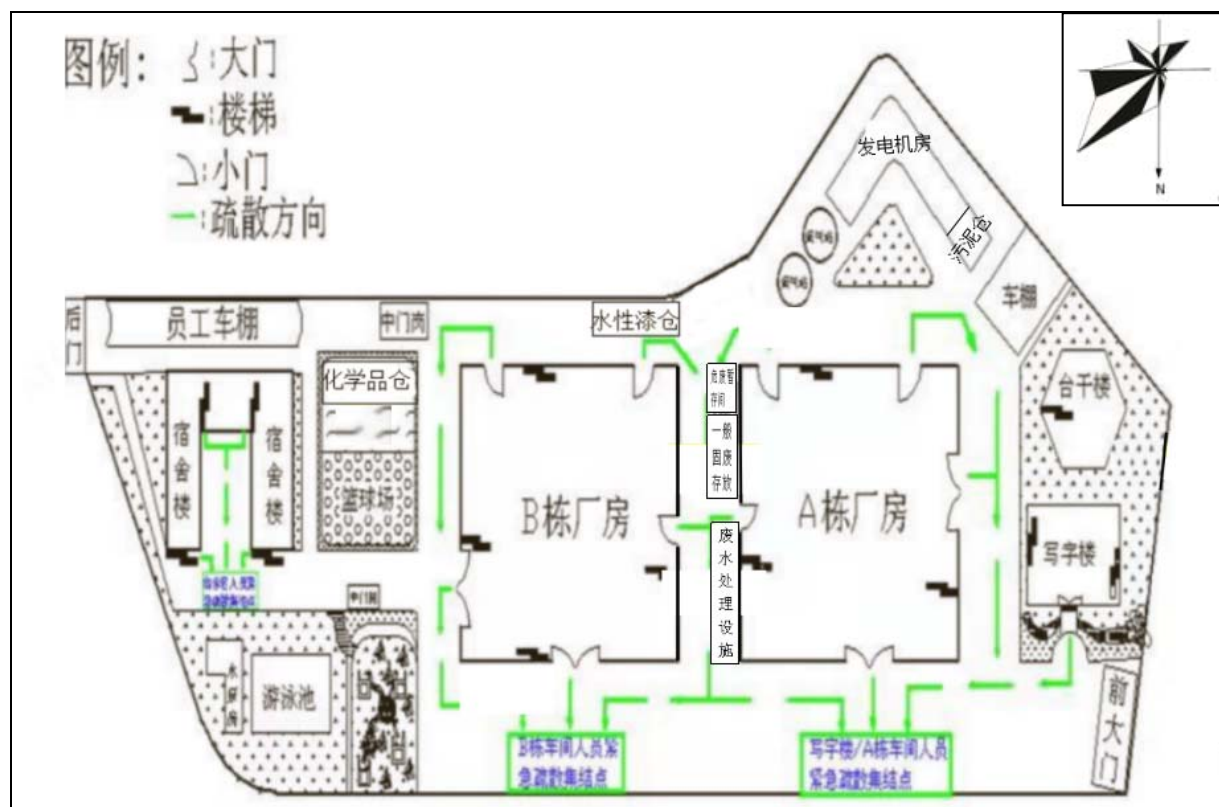 图例：
大门
:楼梯
:小门
:疏散方向
N
发电机房
污泥仓
车棚
后门
员工车棚
中门岗
水性漆仓
化学品仓
危废暂
存间
台干楼
宿舍楼
宿舍楼
篮球场
一般
固废
存放
B栋厂房
A栋厂房
废水处理设施
写字楼
游泳池
前大门
B栋车间人员紧
急疏散集结点
写字楼/A栋车间人员
紧急疏散集结点